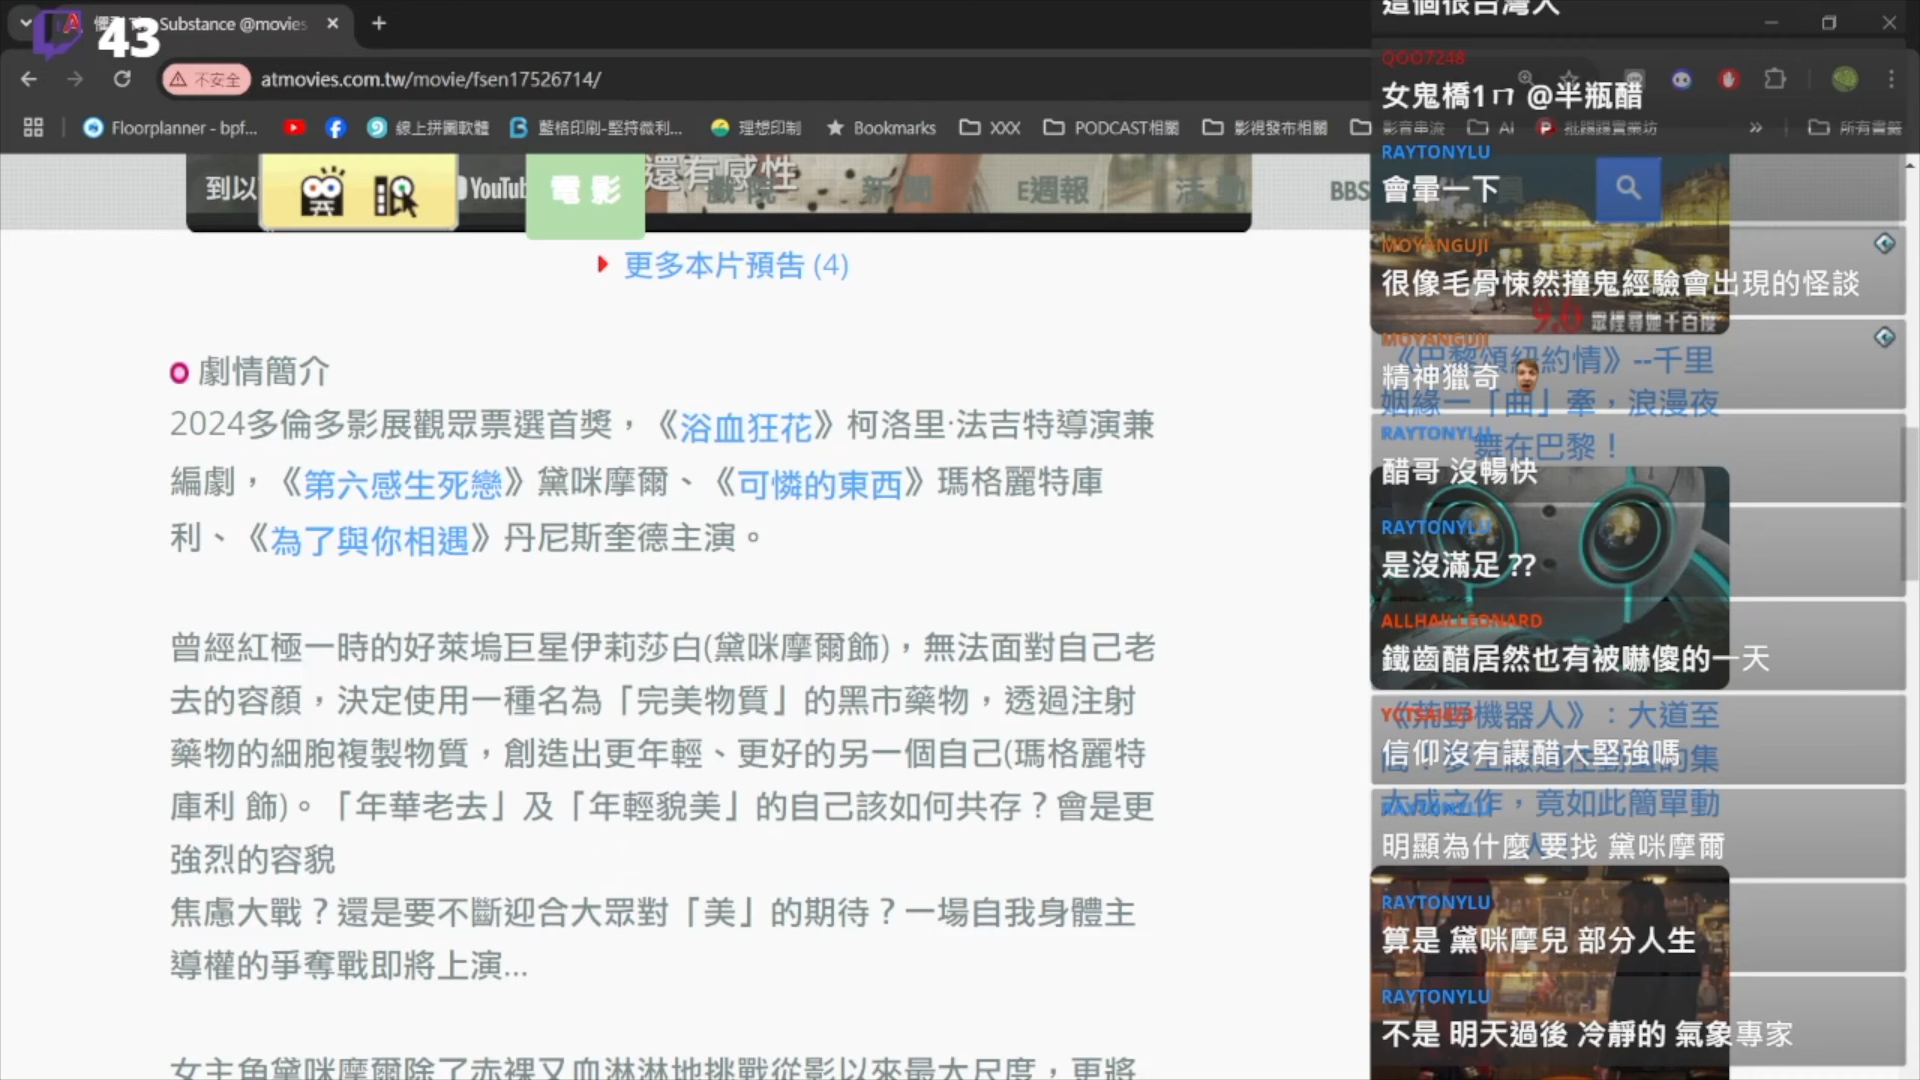 Substance @movies
43
不安全
atmovies.com.tw/movie/fsen17526714/
Floorplanner - bpf...
線上拼圖軟體
藍格印刷-堅持微利...
理想印制
Bookmarks
XXX
PODCAST相關
影視發布相關
影音串流
AI
批踢踢實業坊
所有書籤
到以
YouTub
電影
還有感性
戲院
新聞
E週報
活動
BBS
更多本片預告 (4)
劇情簡介
2024多倫多影展觀眾票選首獎，《浴血狂花》柯洛里·法吉特導演兼
編劇，《第六感生死戀》黛咪摩爾、《可憐的東西》瑪格麗特庫
利、《為了與你相遇》丹尼斯奎德主演。
曾經紅極一時的好萊塢巨星伊莉莎白(黛咪摩爾飾)，無法面對自己老
去的容顏，決定使用一種名為「完美物質」的黑市藥物，透過注射
藥物的細胞複製物質，創造出更年輕、更好的另一個自己(瑪格麗特
庫利 飾)。「年華老去」及「年輕貌美」的自己該如何共存？會是更
強烈的容貌
焦慮大戰？還是要不斷迎合大眾對「美」的期待？一場自我身體主
導權的爭奪戰即將上演...
女主角黛咪摩爾除了赤裸又血淋淋地挑戰從影以來最大尺度，更將
這個很台灣人
QOO7248
女鬼橋1ㄇ @半瓶醋
RAYTONYLU
會暈一下
MOYANGUJI
很像毛骨悚然撞鬼經驗會出現的怪談
9.6 眾裡尋她千百度
MOYANGUJI
精神獵奇
《巴黎頌紐約情》--千里
姻緣一「曲」牽，浪漫夜
舞在巴黎！
RAYTONYLU
醋哥 沒暢快
RAYTONYLU
是沒滿足 ??
ALLHAILLEONARD
鐵齒醋居然也有被嚇傻的一天
《荒野機器人》：大道至
信仰沒有讓醋大堅強嗎
大成之作，竟如此簡單動
RAYTONYLU
明顯為什麼 要找 黛咪摩爾
RAYTONYLU
算是 黛咪摩兒 部分人生
RAYTONYLU
不是 明天過後 冷靜的 氣象專家